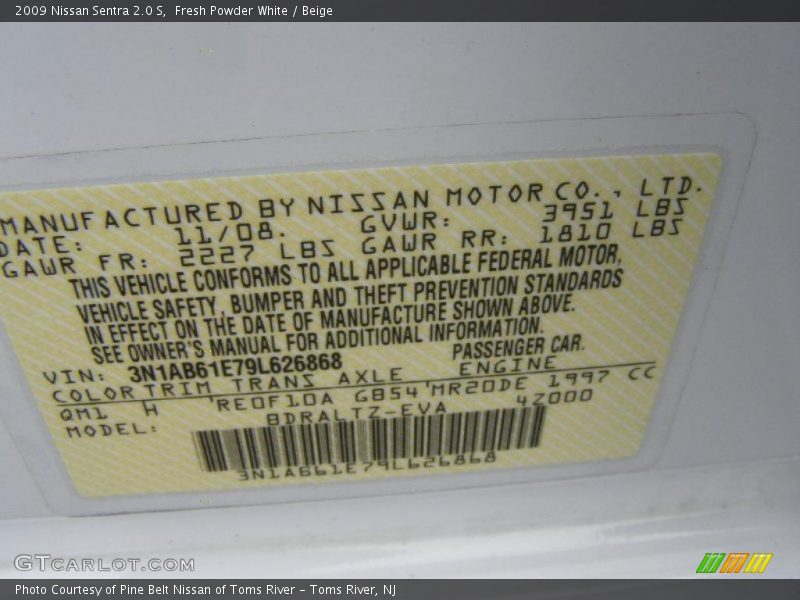 2009 Nissan Sentra 2.0 S,  Fresh Powder White / Beige
MANUFACTURED BY NISSAN MOTOR CO., LTD.
DATE: 11/08. GVWR: 3951 LBS
GAWR FR: 2227 LBS GAWR RR: 1810 LBS
THIS VEHICLE CONFORMS TO ALL APPLICABLE FEDERAL MOTOR,
VEHICLE SAFETY, BUMPER AND THEFT PREVENTION STANDARDS
IN EFFECT ON THE DATE OF MANUFACTURE SHOWN ABOVE.
SEE OWNER'S MANUAL FOR ADDITIONAL INFORMATION.
VIN: 3N1AB61E79L626868 PASSENGER CAR.
COLOR TRIM TRANS AXLE ENGINE
QM1 H 'RE0F10A GB54'MR20DE 1997 CC
MODEL: BDRALTZ-EVA 4Z000
3N1AB61E79L626868
GTCARLOT.COM
Photo Courtesy of Pine Belt Nissan of Toms River – Toms River, NJ